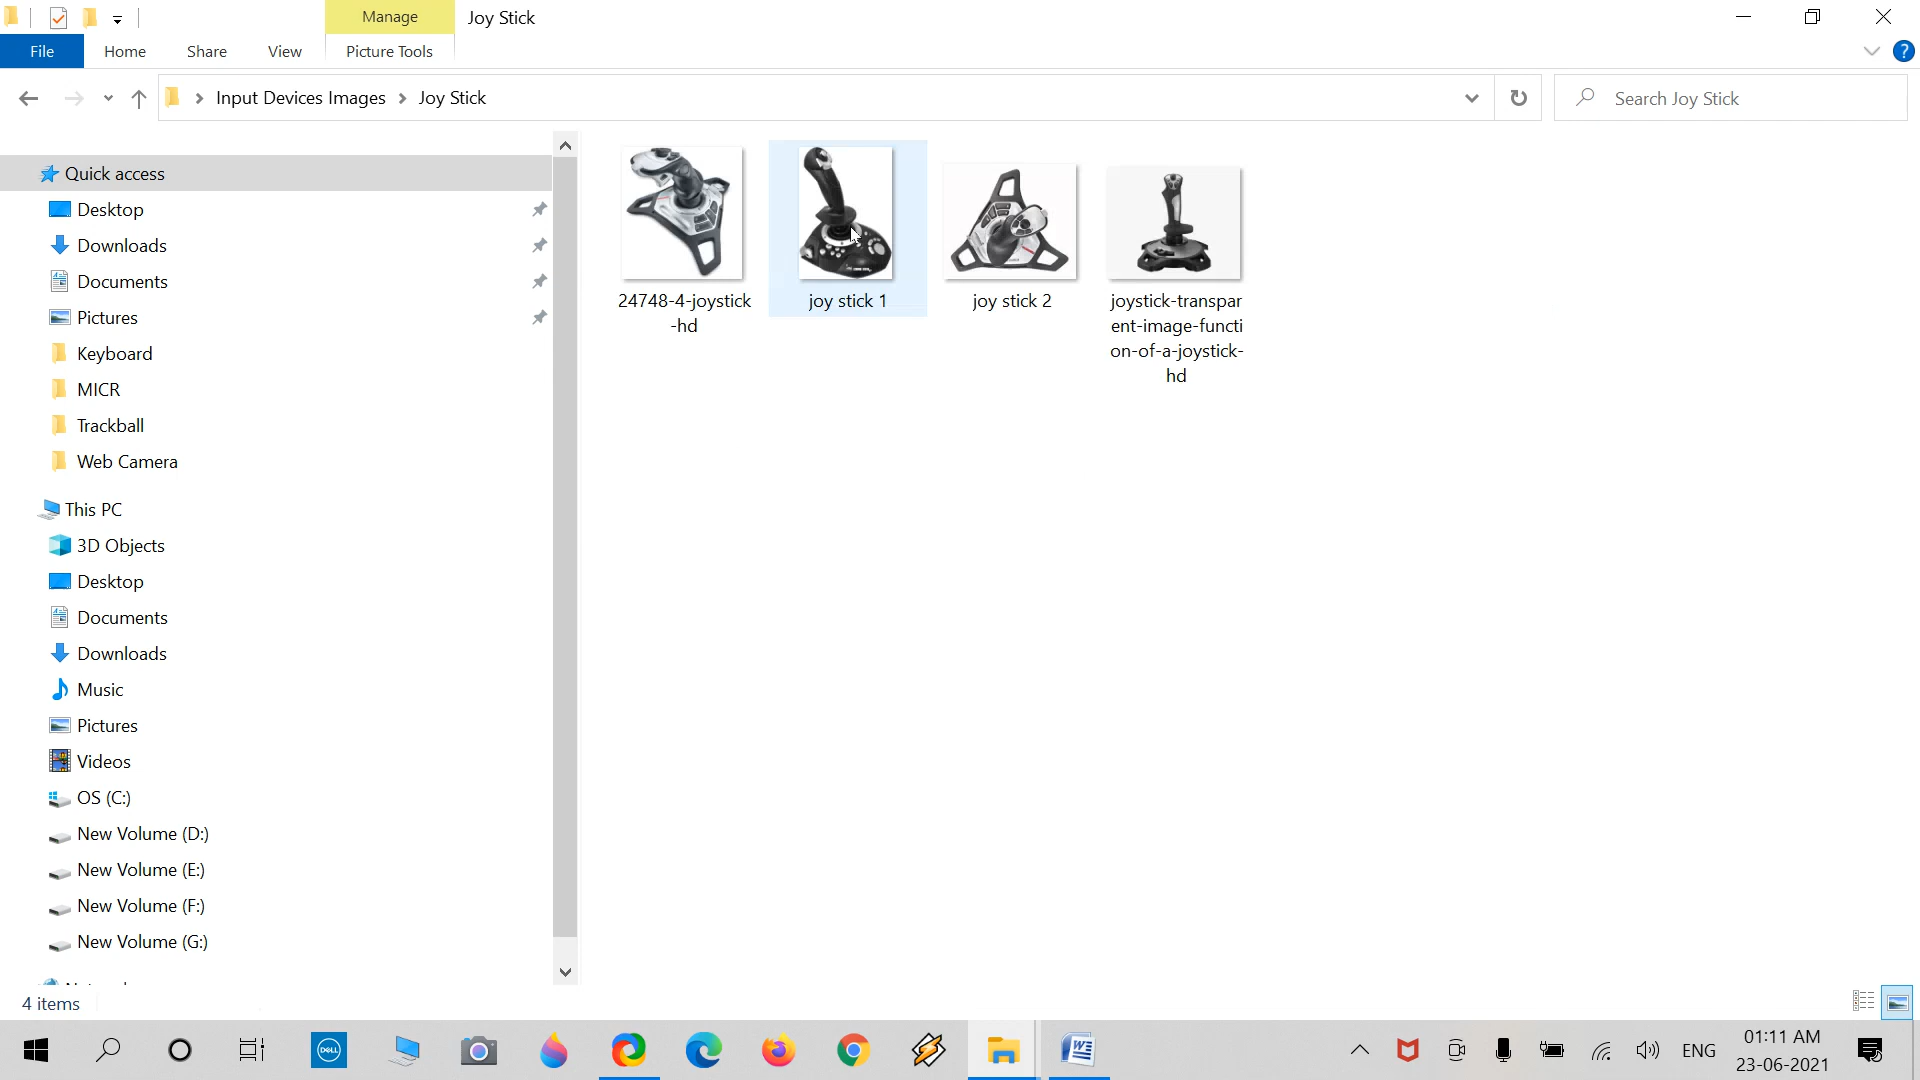 Manage
Joy Stick
File
Home
Share
View
Picture Tools
Input Devices Images
Joy Stick
Search Joy Stick
Quick access
Desktop
Downloads
Documents
Pictures
Keyboard
MICR
Trackball
Web Camera
This PC
3D Objects
Desktop
Documents
Downloads
Music
Pictures
Videos
OS (C:)
New Volume (D:)
New Volume (E:)
New Volume (F:)
New Volume (G:)
24748-4-joystick
-hd
joy stick 1
joy stick 2
joystick-transpar
ent-image-functi
on-of-a-joystick-
hd
4 items
DELL
ENG
01:11 AM
23-06-2021